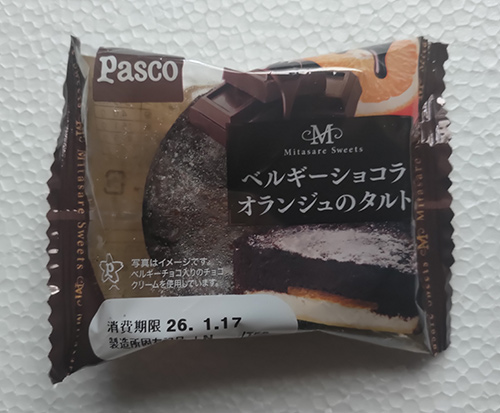 Pasco
M
Mitasare Sweets
ベルギーショコラ
オランジュのタルト
写真はイメージです。
ベルギーチョコ入りのチョコ
クリームを使用しています。
消費期限 26. 1.17
Mitasare Sweets
Mitasare